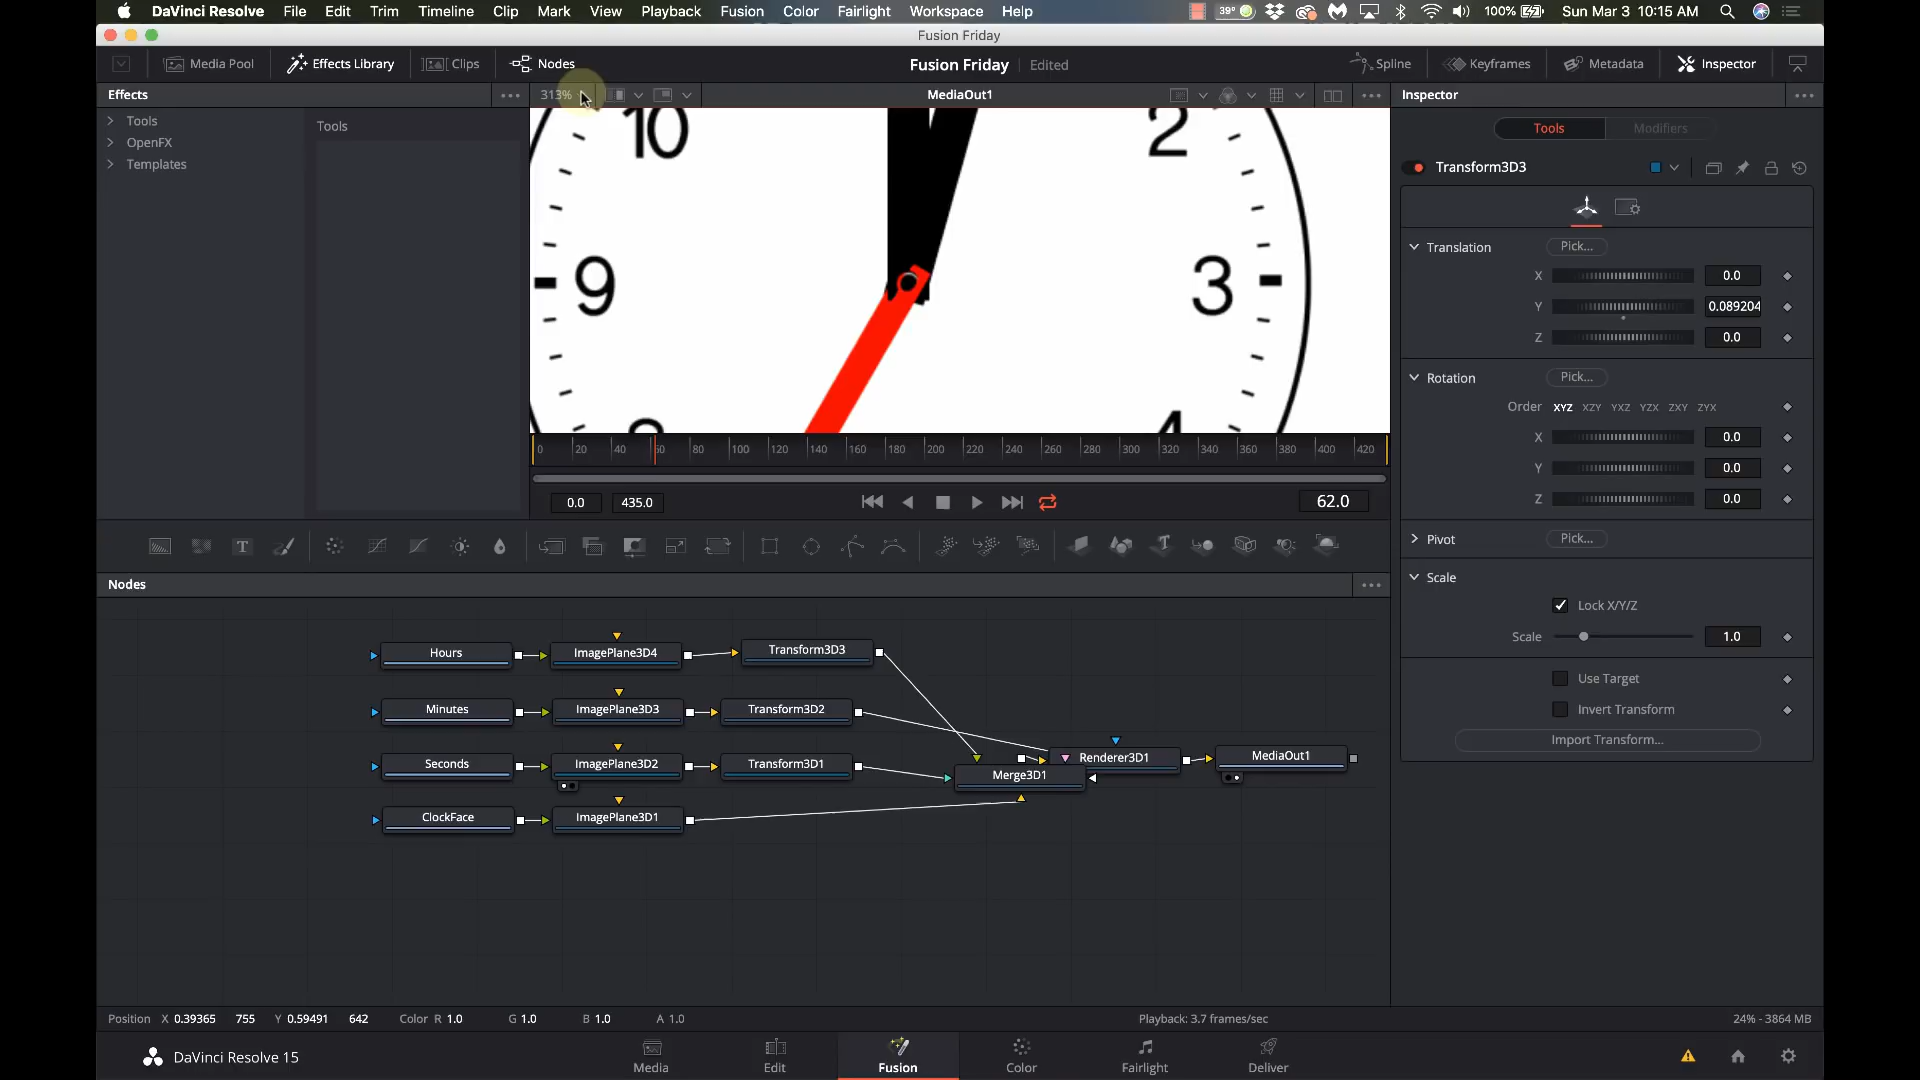 DaVinci Resolve File Edit Trim Timeline Clip Mark View Playback Fusion Color Fairlight Workspace Help 39° 100% Sun Mar 3 10:15 AM
Fusion Friday
Media Pool Effects Library Clips Nodes Fusion Friday Edited Spline Keyframes Metadata Inspector
Effects 313% MediaOut1 Inspector
Tools
OpenFX
Templates
Tools
10 2
9 3
8 4
0 20 40 60 80 100 120 140 160 180 200 220 240 260 280 300 320 340 360 380 400 420
0.0 435.0 62.0
T T
Tools Modifiers
Transform3D3
Translation Pick...
X 0.0
Y 0.089204
Z 0.0
Rotation Pick...
Order XYZ XZY YXZ YZX ZXY ZYX
X 0.0
Y 0.0
Z 0.0
Pivot Pick...
Scale
Lock X/Y/Z
Scale 1.0
Use Target
Invert Transform
Import Transform...
Nodes
Hours ImagePlane3D4 Transform3D3
Minutes ImagePlane3D3 Transform3D2
Seconds ImagePlane3D2 Transform3D1 Merge3D1 Renderer3D1 MediaOut1
ClockFace ImagePlane3D1
Position X 0.39365 755 Y 0.59491 642 Color R 1.0 G 1.0 B 1.0 A 1.0 Playback: 3.7 frames/sec 24% - 3864 MB
DaVinci Resolve 15 Media Edit Fusion Color Fairlight Deliver